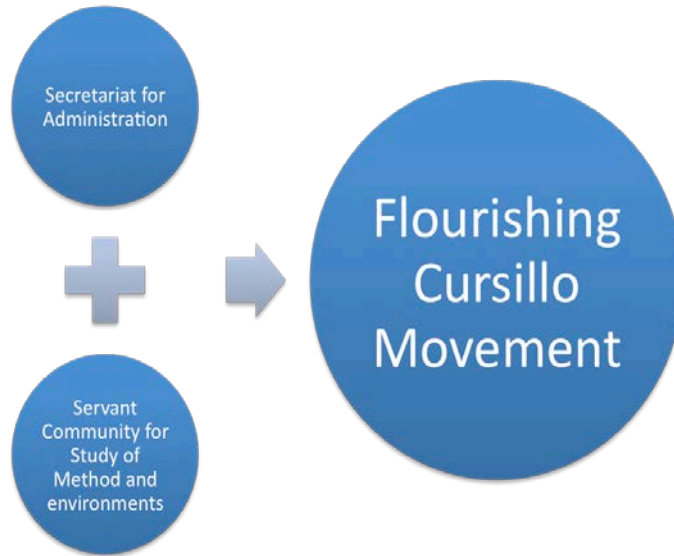 Secretariat for
Administration
Servant
Community for
Study of
Method and
environments
Flourishing
Cursillo
Movement